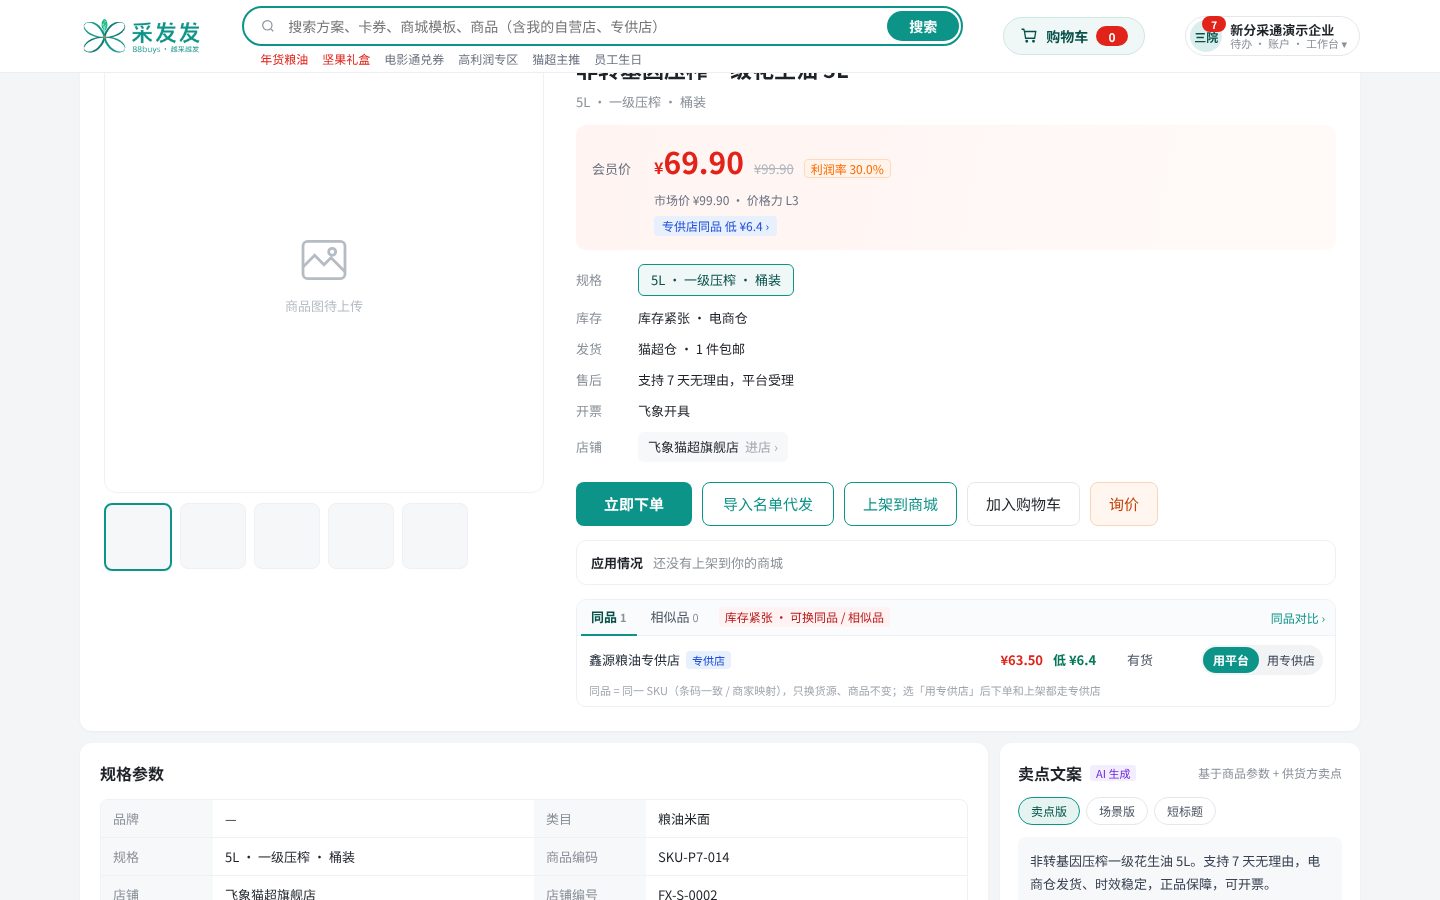 采发发
88buys · 越采越发
搜索方案、卡券、商城模板、商品（含我的自营店、专供店）
搜索
年货粮油 坚果礼盒 电影通兑券 高利润专区 猫超主推 员工生日
购物车 0
三院 7
新分采通演示企业
待办 · 账户 · 工作台 ▾
非转基因压榨一级花生油 5L
5L · 一级压榨 · 桶装
会员价 ¥69.90 ¥99.90 利润率 30.0%
市场价 ¥99.90 · 价格力 L3
专供店同品 低 ¥6.4 ›
商品图待上传
规格 5L · 一级压榨 · 桶装
库存 库存紧张 · 电商仓
发货 猫超仓 · 1 件包邮
售后 支持 7 天无理由，平台受理
开票 飞象开具
店铺 飞象猫超旗舰店 进店 ›
立即下单 导入名单代发 上架到商城 加入购物车 询价
应用情况 还没有上架到你的商城
同品 1 相似品 0 库存紧张 · 可换同品 / 相似品 同品对比 ›
鑫源粮油专供店 专供店 ¥63.50 低 ¥6.4 有货 用平台 用专供店
同品 = 同一 SKU（条码一致 / 商家映射），只换货源、商品不变；选「用专供店」后下单和上架都走专供店
规格参数
品牌 — 类目 粮油米面
规格 5L · 一级压榨 · 桶装 商品编码 SKU-P7-014
店铺 飞象猫超旗舰店 店铺编号 FX-S-0002
卖点文案 AI 生成 基于商品参数 + 供货方卖点
卖点版 场景版 短标题
非转基因压榨一级花生油 5L。支持 7 天无理由，电
商仓发货、时效稳定，正品保障，可开票。